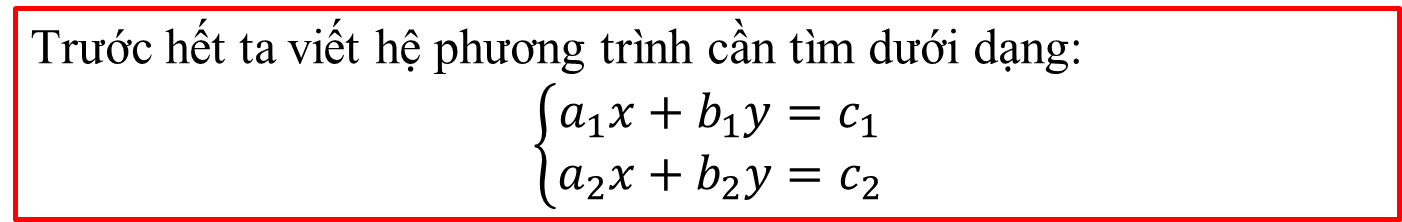 Trước hết ta viết hệ phương trình cần tìm dưới dạng:
{a₁x + b₁y = c₁
a₂x + b₂y = c₂